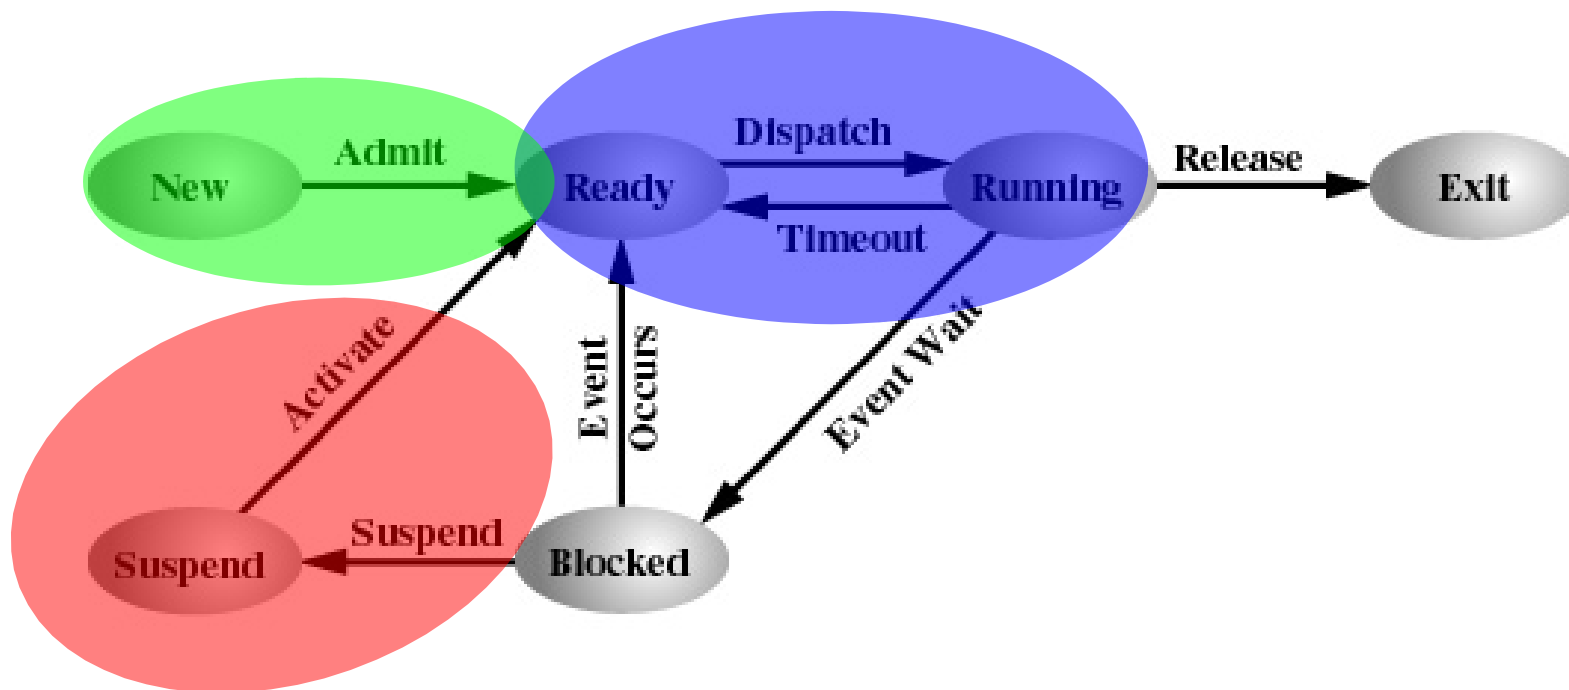 Dispatch
Admit
Release
New
Ready
Running
Exit
Timeout
Activate
Event
Occurs
Event Wait
Suspend
Suspend
Blocked